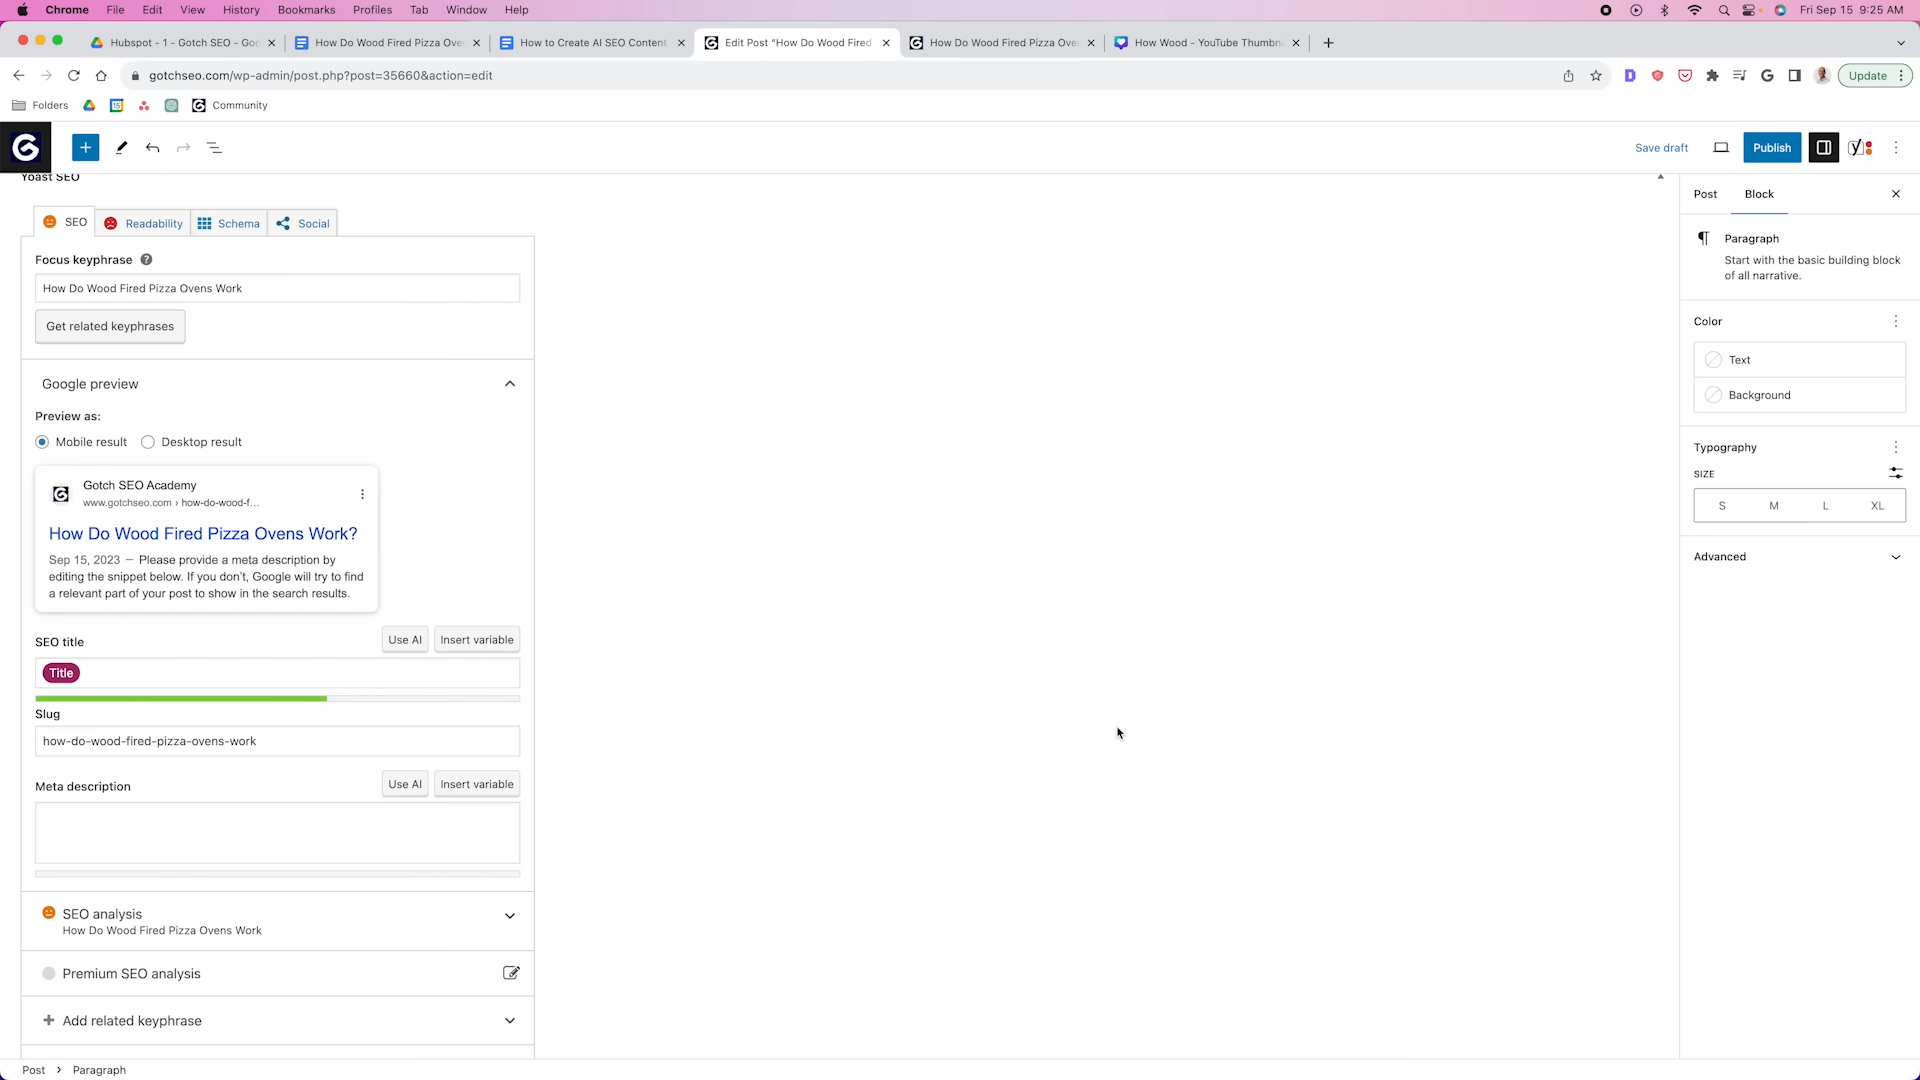 Chrome File Edit View History Bookmarks Profiles Tab Window Help Fri Sep 15 9:25 AM
Hubspot - 1 - Gotch SEO - Goo How Do Wood Fired Pizza Ove How to Create AI SEO Content Edit Post "How Do Wood Fired How Do Wood Fired Pizza Ove How Wood - YouTube Thumbn
gotchseo.com/wp-admin/post.php?post=35660&action=edit Update
Folders 15 Community
Save draft Publish
Yoast SEO
SEO Readability Schema Social
Focus keyphrase ?
How Do Wood Fired Pizza Ovens Work
Get related keyphrases
Google preview
Preview as:
Mobile result Desktop result
Gotch SEO Academy
www.gotchseo.com › how-do-wood-f...
How Do Wood Fired Pizza Ovens Work?
Sep 15, 2023 – Please provide a meta description by
editing the snippet below. If you don't, Google will try to find
a relevant part of your post to show in the search results.
SEO title Use AI Insert variable
Title
Slug
how-do-wood-fired-pizza-ovens-work
Meta description Use AI Insert variable
SEO analysis
How Do Wood Fired Pizza Ovens Work
Premium SEO analysis
Add related keyphrase
Post Block
Paragraph
Start with the basic building block
of all narrative.
Color
Text
Background
Typography
SIZE
S M L XL
Advanced
Post › Paragraph